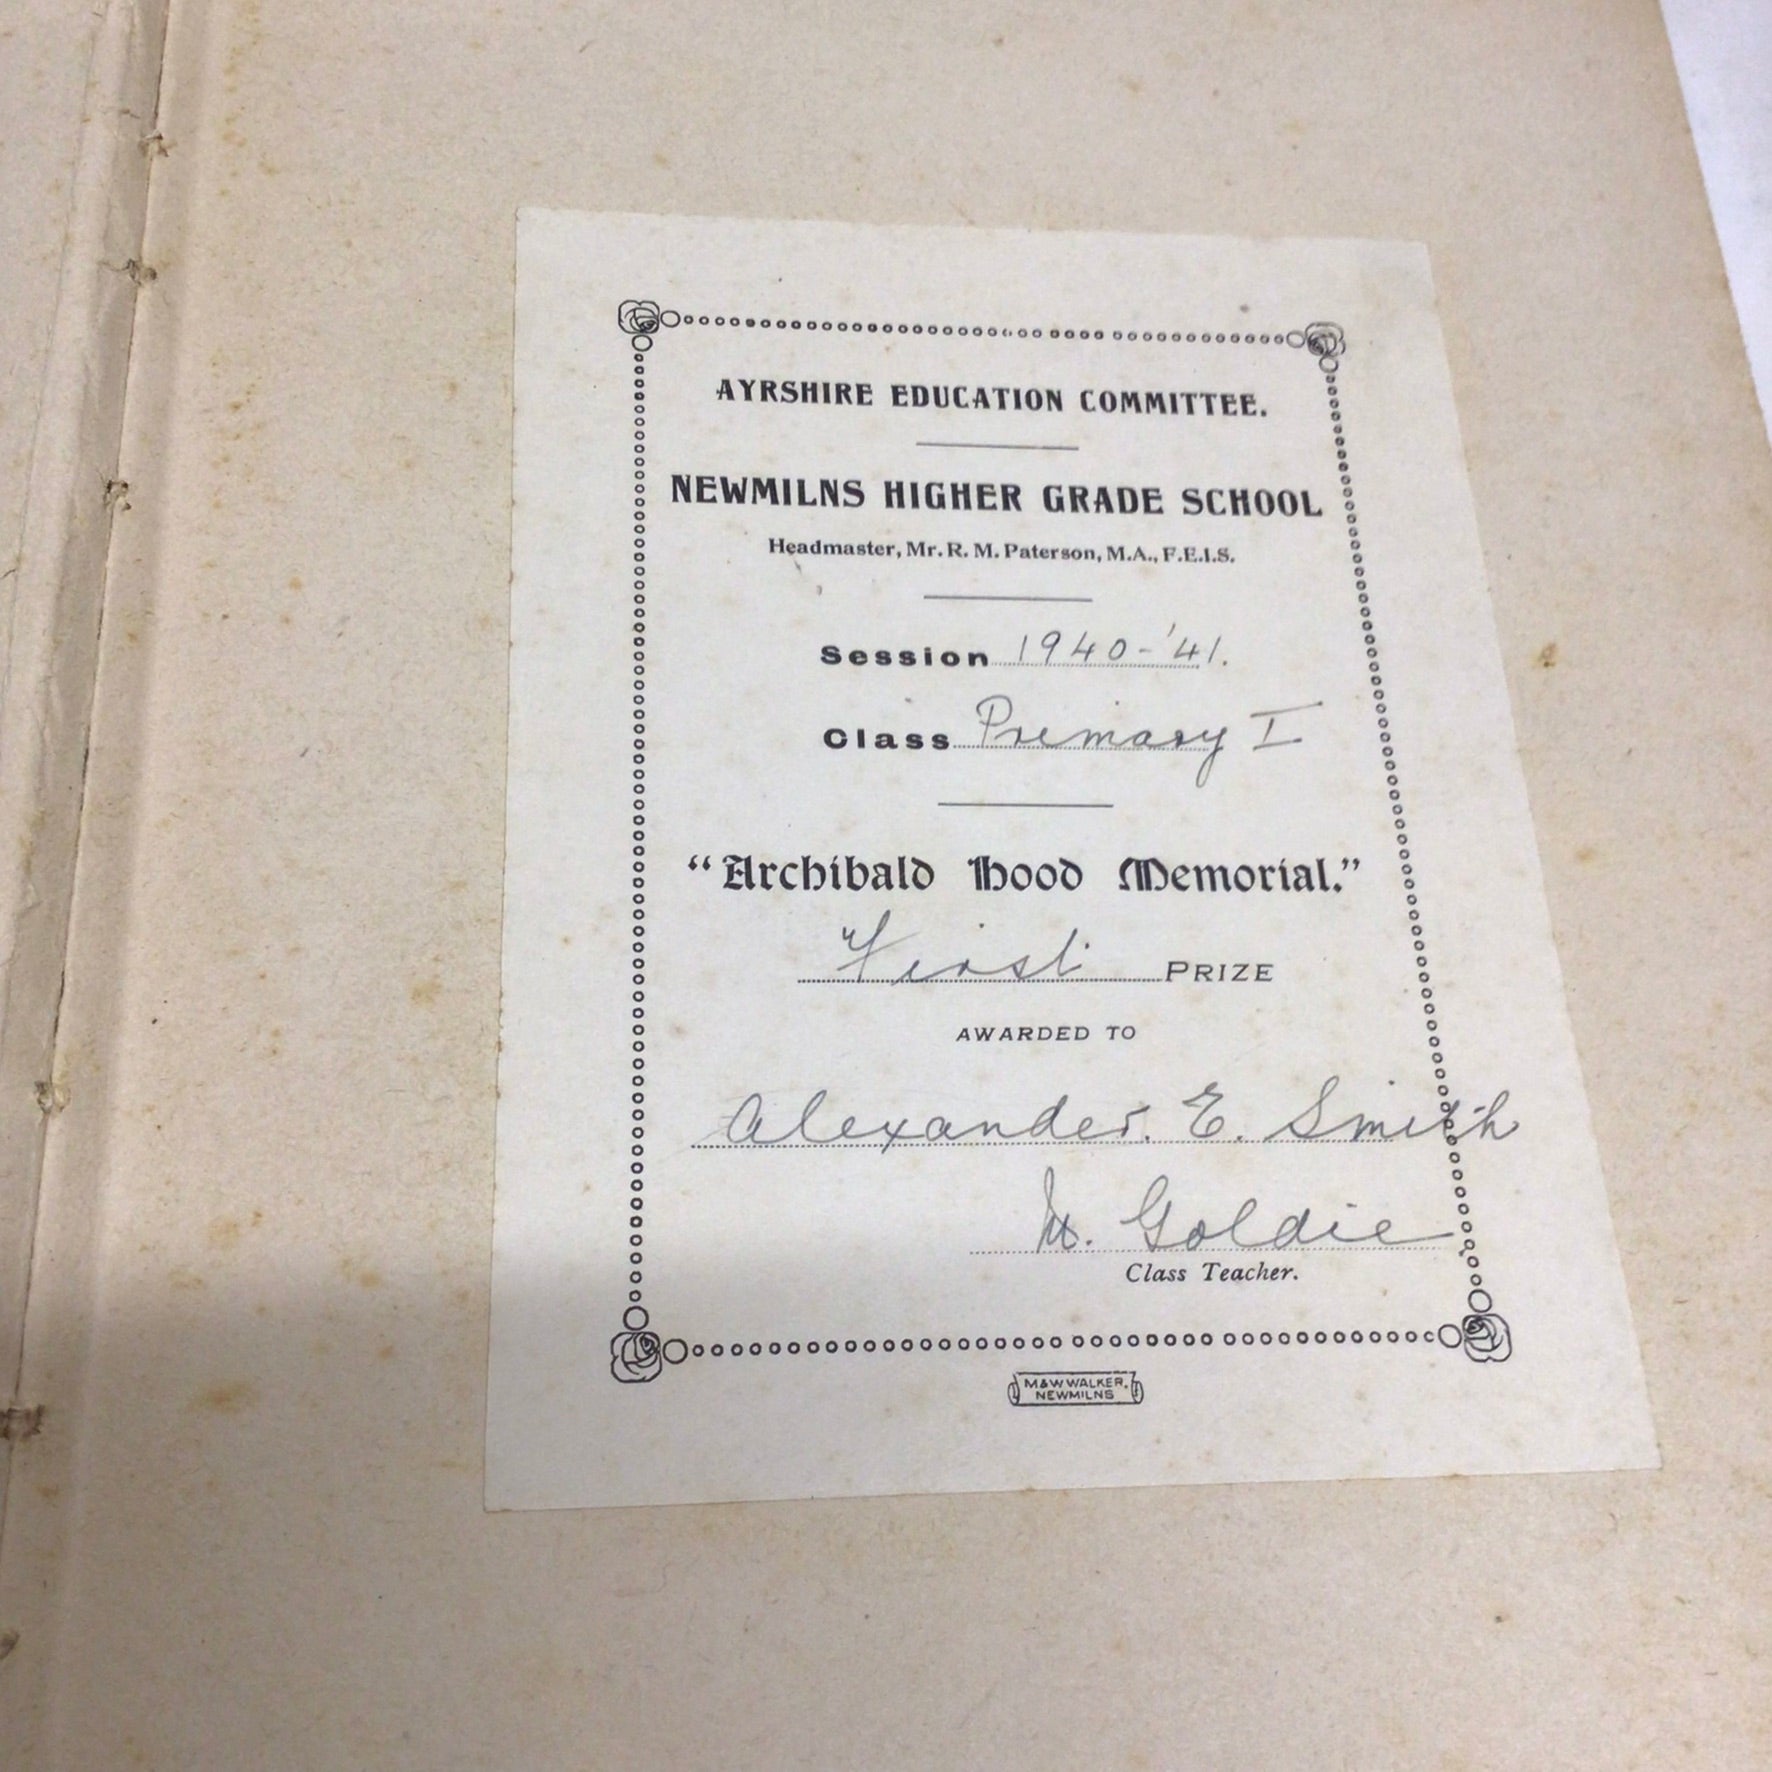 AYRSHIRE EDUCATION COMMITTEE.
NEWMILNS HIGHER GRADE SCHOOL
Headmaster, Mr. R. M. Paterson, M.A., F.E.I.S.
Session 1940-'41.
Class Primary I
"Archibald Hood Memorial."
First PRIZE
AWARDED TO
Alexander. E. Smith
M. Goldie
Class Teacher.
M&W WALKER.
NEWMILNS